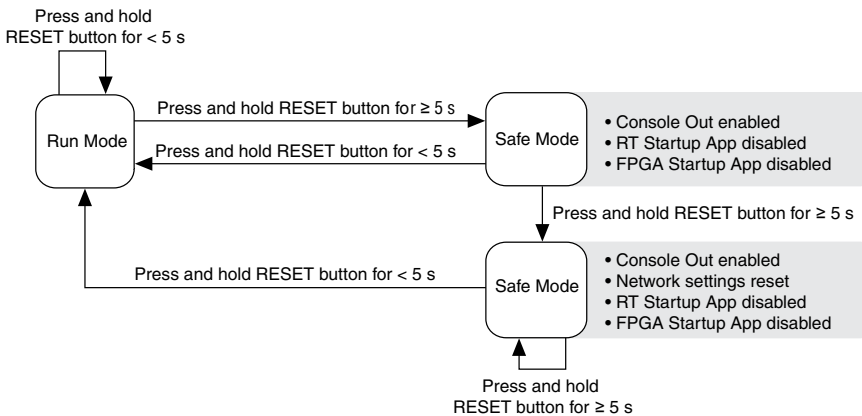 Press and hold
RESET button for < 5 s
Run Mode
Press and hold RESET button for ≥ 5 s
Press and hold RESET button for < 5 s
Safe Mode
• Console Out enabled
• RT Startup App disabled
• FPGA Startup App disabled
Press and hold RESET button for ≥ 5 s
Press and hold RESET button for < 5 s
Safe Mode
• Console Out enabled
• Network settings reset
• RT Startup App disabled
• FPGA Startup App disabled
Press and hold
RESET button for ≥ 5 s